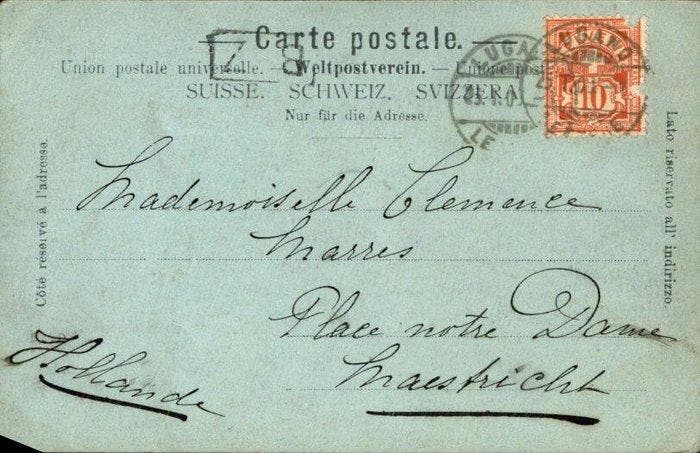 Carte postale.
Union postale universelle. — Weltpostverein. — Unione postale
SUISSE. SCHWEIZ. SVIZZERA
Nur für die Adresse.
LUGANO
10
Côté réservé à l'adresse.
Lato riservato all' indirizzo.
Mademoiselle Clemence
Marres
Place notre Dame
Maestricht
Hollande